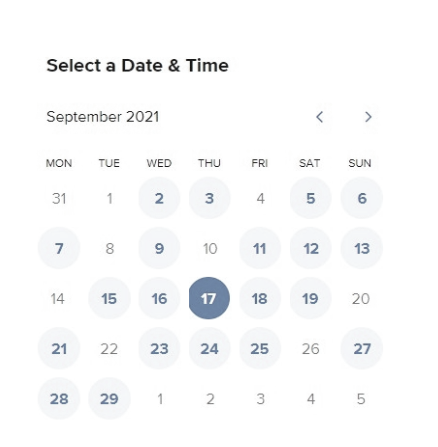 Select a Date & Time
September 2021
MON TUE WED THU FRI SAT SUN
31 1 2 3 4 5 6
7 8 9 10 11 12 13
14 15 16 17 18 19 20
21 22 23 24 25 26 27
28 29 1 2 3 4 5